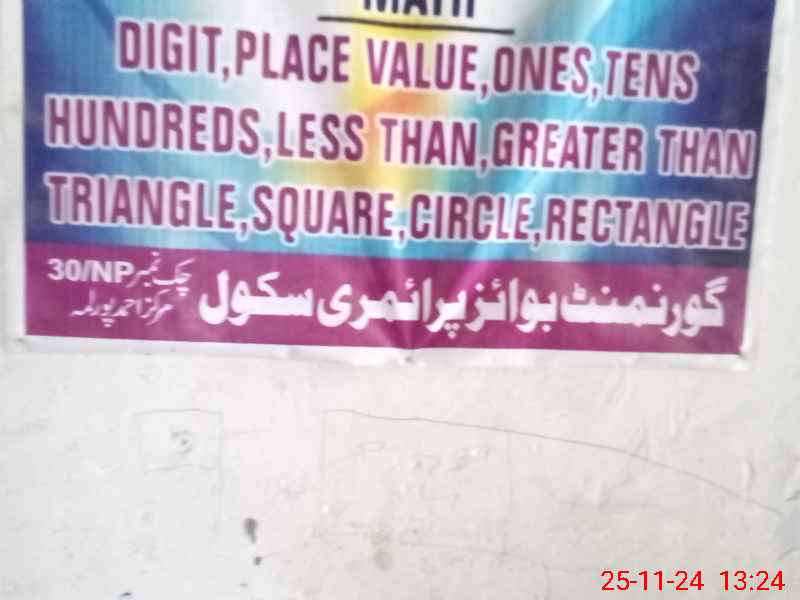 MATH
DIGIT,PLACE VALUE,ONES,TENS
HUNDREDS,LESS THAN,GREATER THAN
TRIANGLE,SQUARE,CIRCLE,RECTANGLE
گورنمنٹ بوائز پرائمری سکول چک نمبر 30/NP
مرکز احمد پور لمہ
25-11-24 13:24